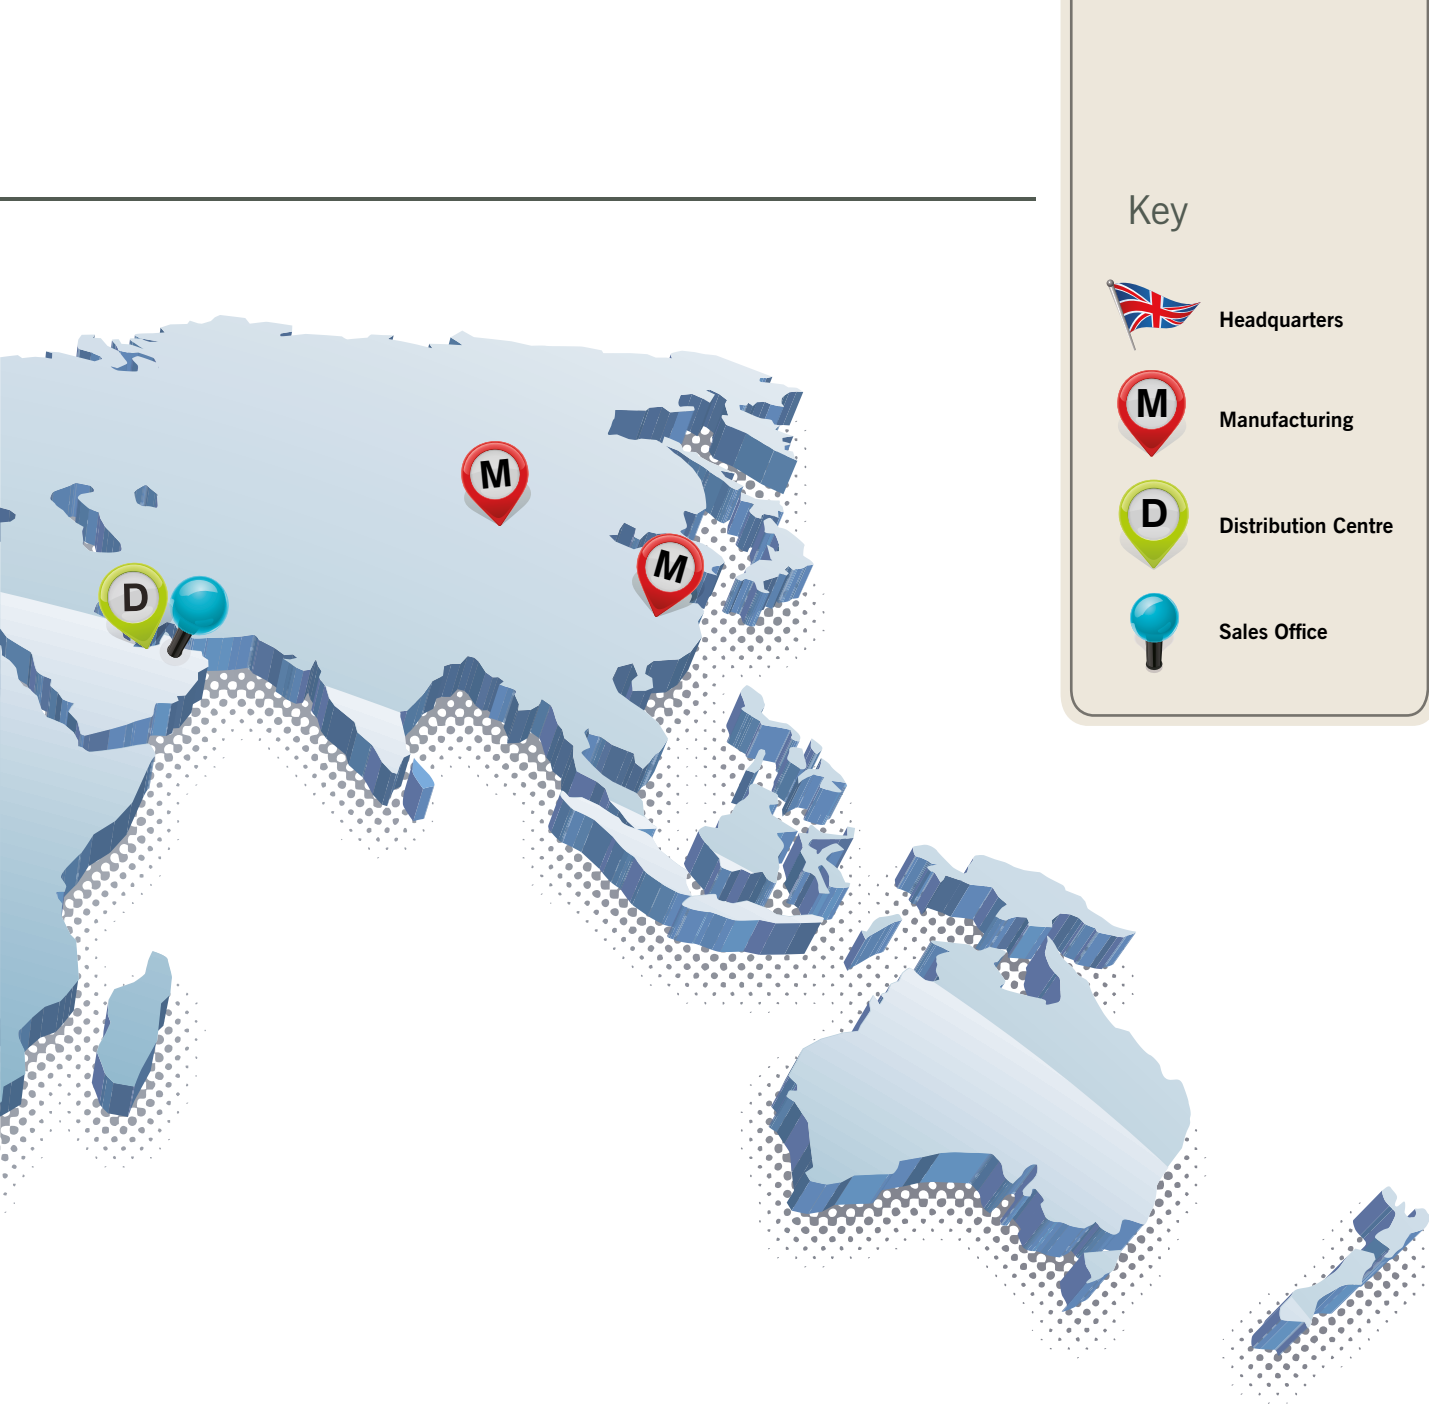 Key
Headquarters
M
Manufacturing
M
D
Distribution Centre
M
D
Sales Office